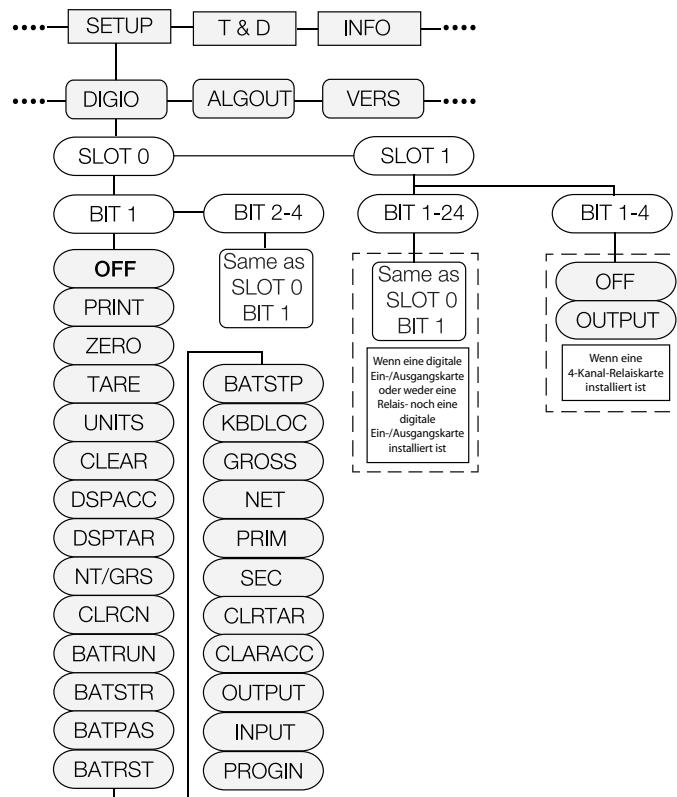 SETUP
T & D
INFO
DIGIO
ALGOUT
VERS
SLOT 0
SLOT 1
BIT 1
BIT 2-4
BIT 1-24
BIT 1-4
OFF
PRINT
ZERO
TARE
UNITS
CLEAR
DSPACC
DSPTAR
NT/GRS
CLRCN
BATRUN
BATSTR
BATPAS
BATRST
Same as
SLOT 0
BIT 1
BATSTP
KBDLOC
GROSS
NET
PRIM
SEC
CLRTAR
CLARACC
OUTPUT
INPUT
PROGIN
Same as
SLOT 0
BIT 1
Wenn eine digitale
Ein-/Ausgangskarte
oder weder eine
Relais- noch eine
digitale
Ein-/Ausgangskarte
installiert ist
OFF
OUTPUT
Wenn eine
4-Kanal-Relaiskarte
installiert ist